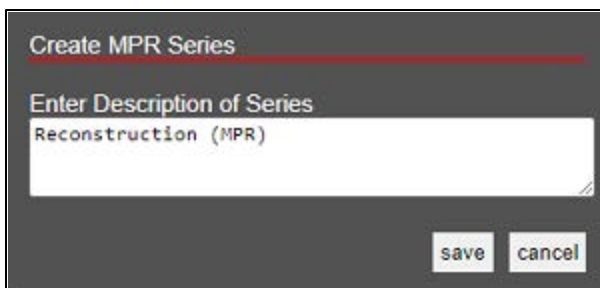 Create MPR Series
Enter Description of Series
Reconstruction (MPR)
save cancel